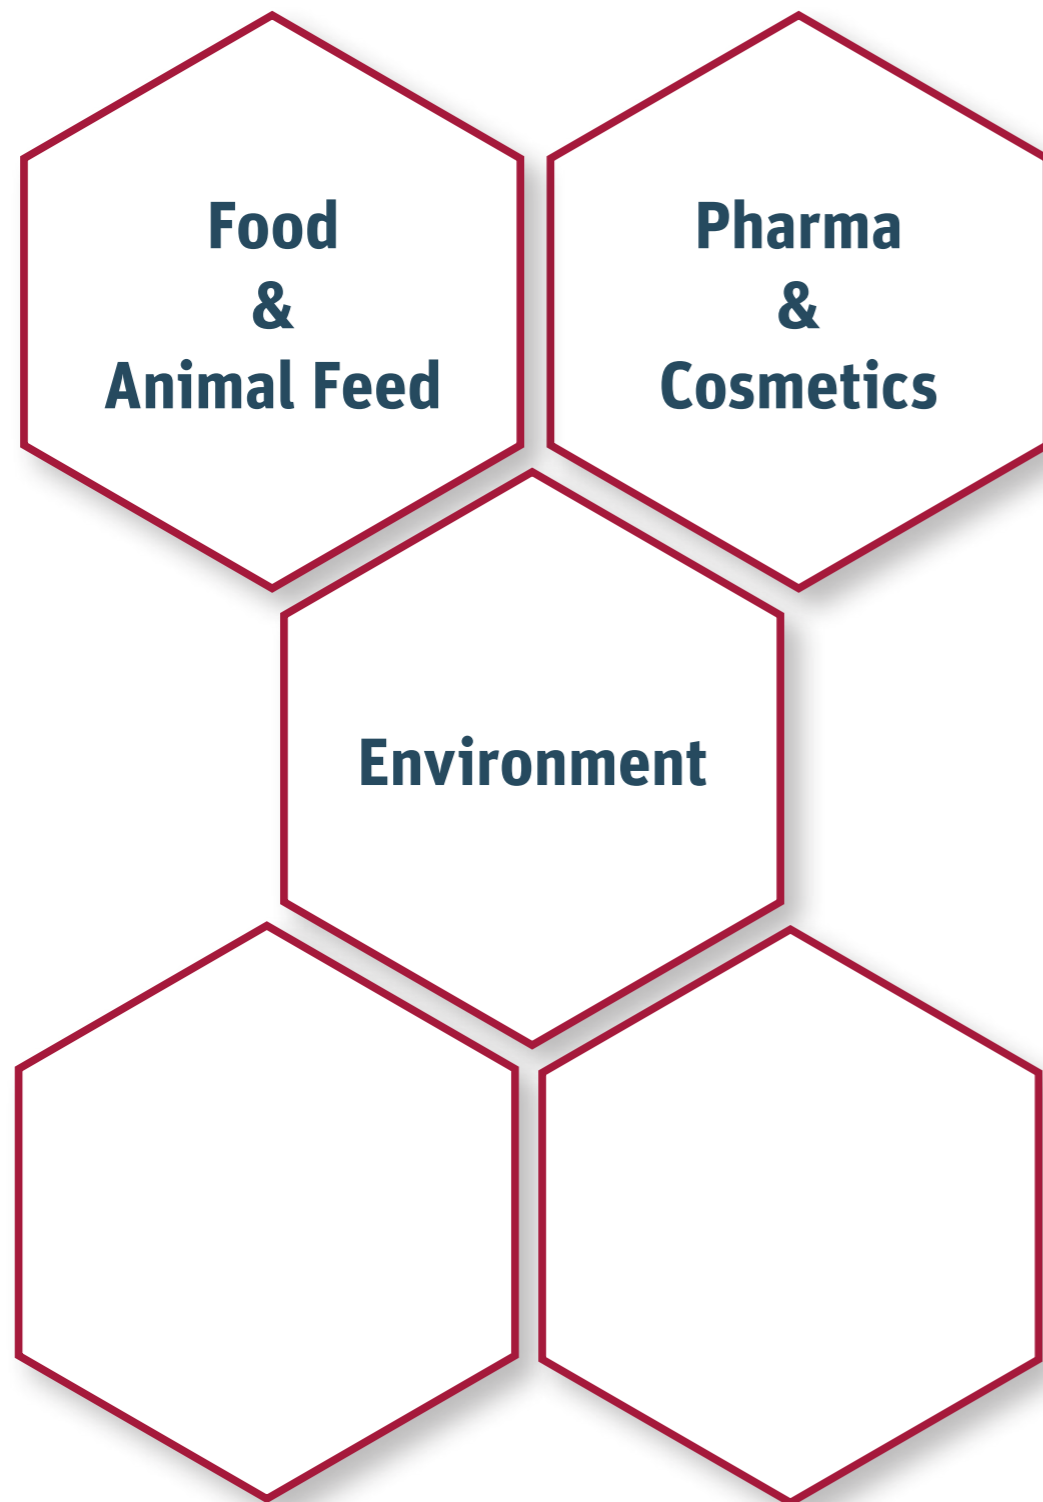 Food
&
Animal Feed
Pharma
&
Cosmetics
Environment